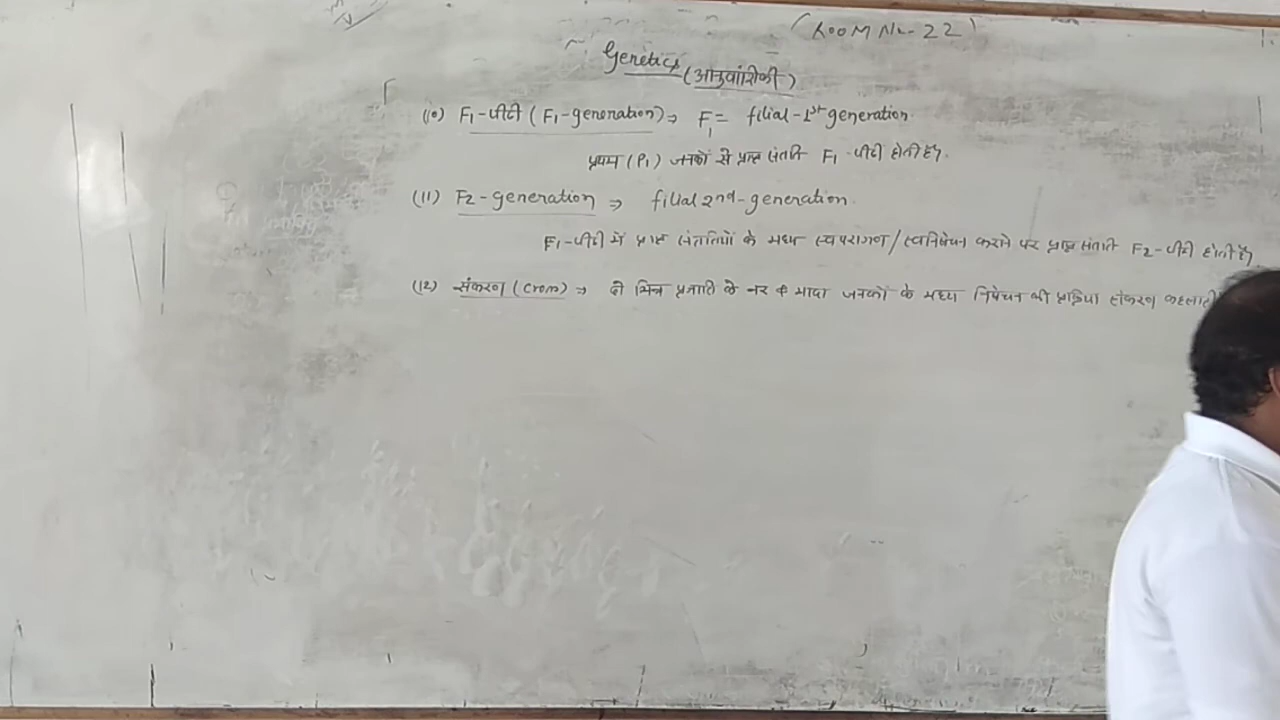 (ROOM No-22)
Genetics (आनुवांशिकी)
(10) F1-पीढी (F1-generation) ⇒ F1 = filial-1st generation.
प्रथम (P1) जनकों से प्राप्त संतति F1-पीढी होती है।
(11) F2-generation ⇒ filial 2nd-generation.
F1-पीढी में प्राप्त संततियों के मध्य स्वपरागण/स्वनिषेचन कराने पर प्राप्त संतति F2-पीढी होती है
(12) संकरण (Cross) ⇒ दो भिन्न प्रजाति के नर व मादा जनकों के मध्य निषेचन की प्रक्रिया संकरण कहलाती